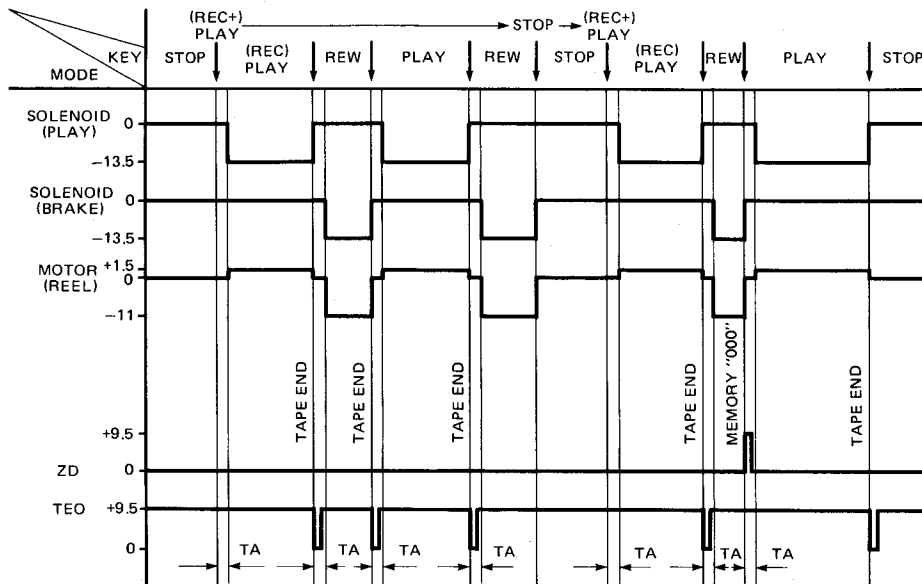 (REC+) PLAY → STOP → (REC+) PLAY
KEY STOP (REC) PLAY REW PLAY REW STOP (REC) PLAY REW PLAY STOP
MODE
SOLENOID (PLAY) 0
−13.5
SOLENOID (BRAKE) 0
−13.5
MOTOR (REEL) +1.5
0
−11
TAPE END TAPE END TAPE END TAPE END MEMORY "000" TAPE END
+9.5
ZD 0
TEO +9.5
0
TA TA TA TA TA TA TA